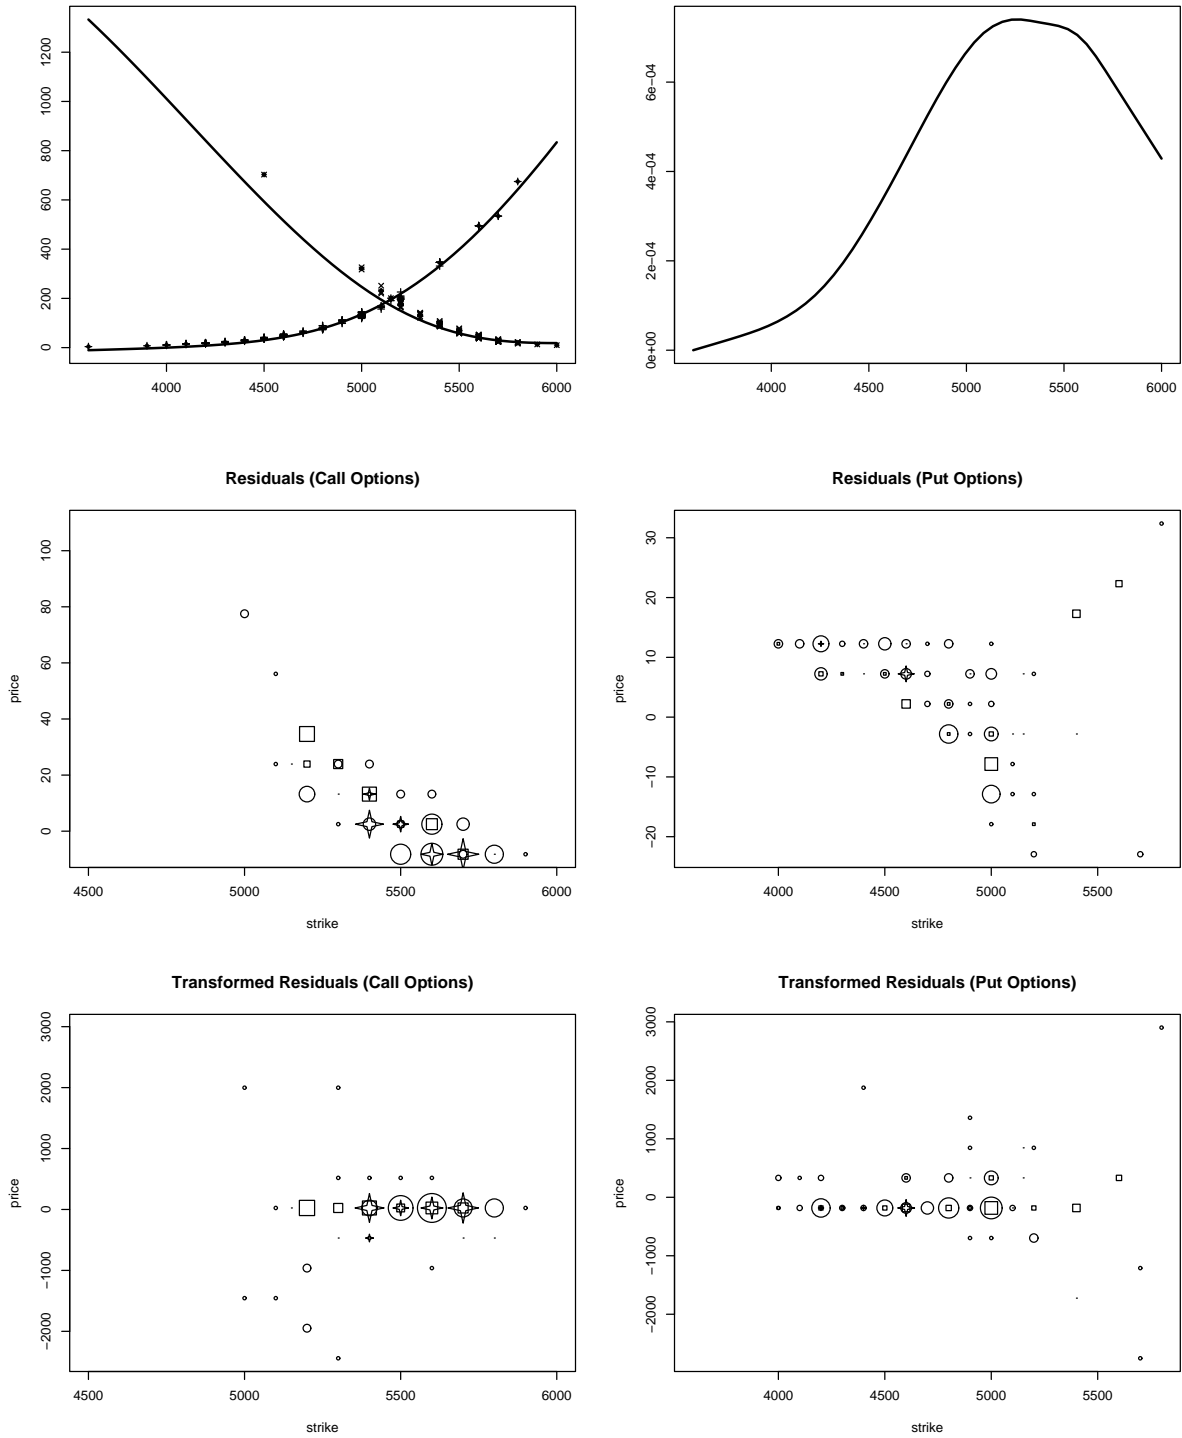 0 200 400 600 800 1000 1200
4000 4500 5000 5500 6000
0e+00 2e−04 4e−04 6e−04
4000 4500 5000 5500 6000
Residuals (Call Options)
price
0 20 40 60 80 100
4500 5000 5500 6000
strike
Residuals (Put Options)
price
−20 −10 0 10 20 30
4000 4500 5000 5500
strike
Transformed Residuals (Call Options)
price
−2000 −1000 0 1000 2000 3000
4500 5000 5500 6000
strike
Transformed Residuals (Put Options)
price
−2000 −1000 0 1000 2000 3000
4000 4500 5000 5500
strike